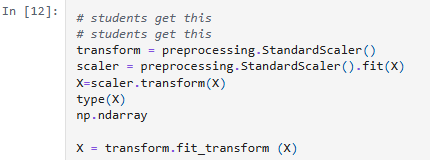 In [12]:
# students get this
# students get this
transform = preprocessing.StandardScaler()
scaler = preprocessing.StandardScaler().fit(X)
X=scaler.transform(X)
type(X)
np.ndarray
X = transform.fit_transform (X)